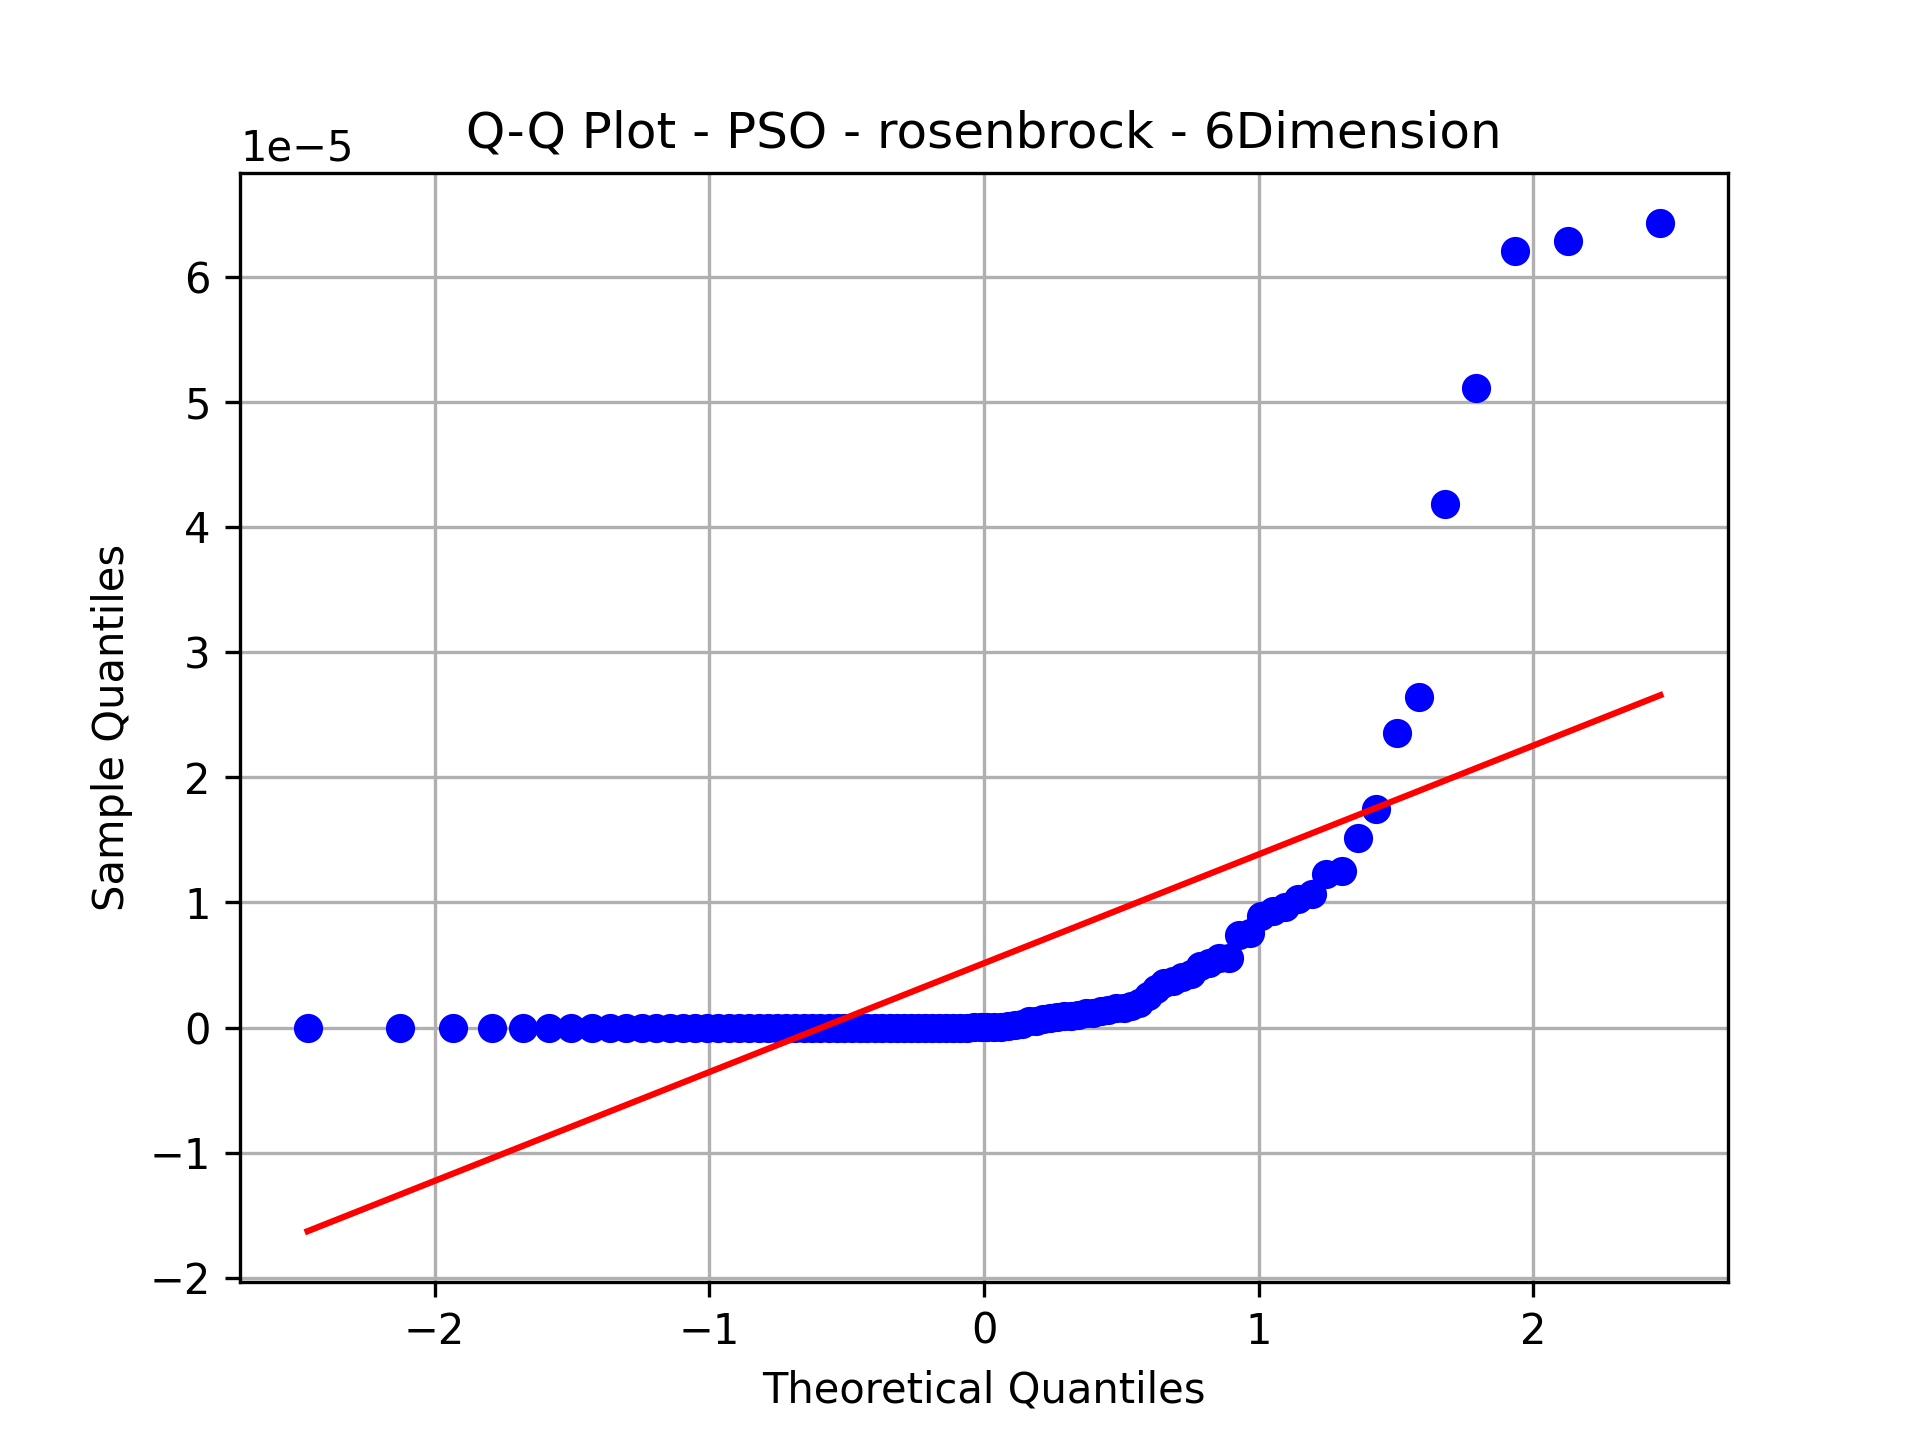 Q-Q Plot - PSO - rosenbrock - 6Dimension
1e−5
6
5
4
3
2
1
0
−1
−2
Sample Quantiles
−2 −1 0 1 2
Theoretical Quantiles